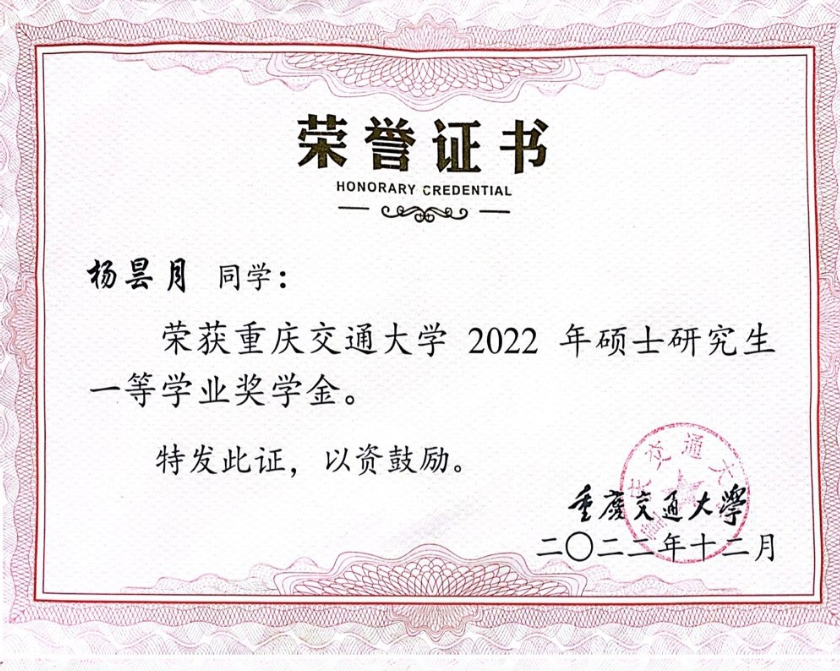 荣誉证书
HONORARY CREDENTIAL
杨昙月 同学：
荣获重庆交通大学 2022 年硕士研究生
一等学业奖学金。
特发此证，以资鼓励。
重庆交通大學
二〇二二年十二月